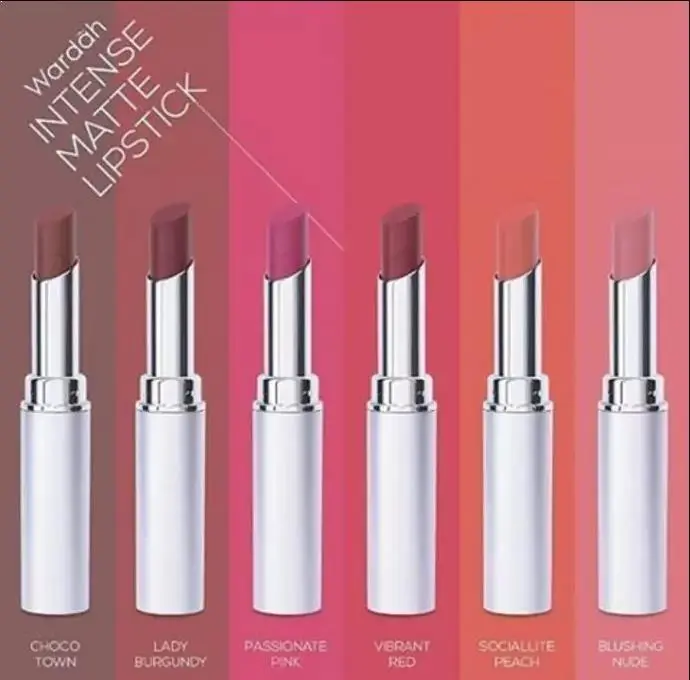 Wardah
INTENSE
MATTE
LIPSTICK
CHOCO
TOWN
LADY
BURGUNDY
PASSIONATE
PINK
VIBRANT
RED
SOCIALLITE
PEACH
BLUSHING
NUDE